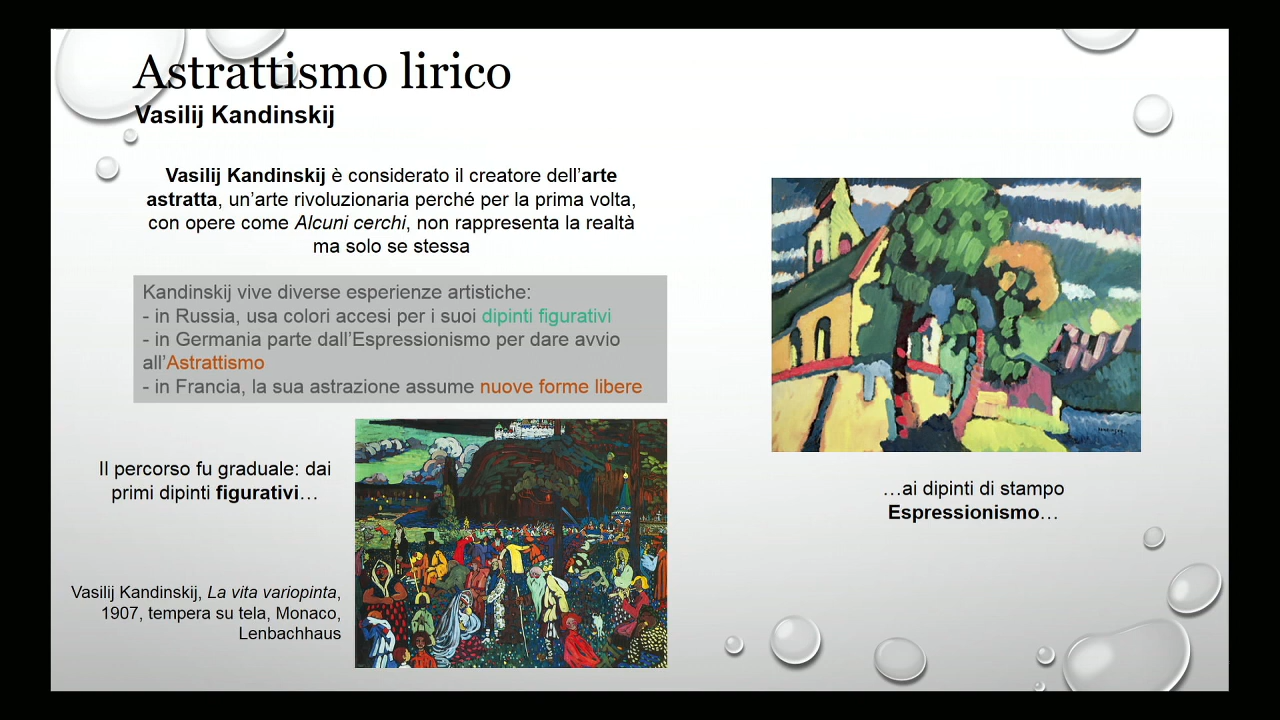 Astrattismo lirico
Vasilij Kandinskij
Vasilij Kandinskij è considerato il creatore dell’arte
astratta, un’arte rivoluzionaria perché per la prima volta,
con opere come Alcuni cerchi, non rappresenta la realtà
ma solo se stessa
Kandinskij vive diverse esperienze artistiche:
- in Russia, usa colori accesi per i suoi dipinti figurativi
- in Germania parte dall’Espressionismo per dare avvio
all’Astrattismo
- in Francia, la sua astrazione assume nuove forme libere
Il percorso fu graduale: dai
primi dipinti figurativi…
Vasilij Kandinskij, La vita variopinta,
1907, tempera su tela, Monaco,
Lenbachhaus
…ai dipinti di stampo
Espressionismo…